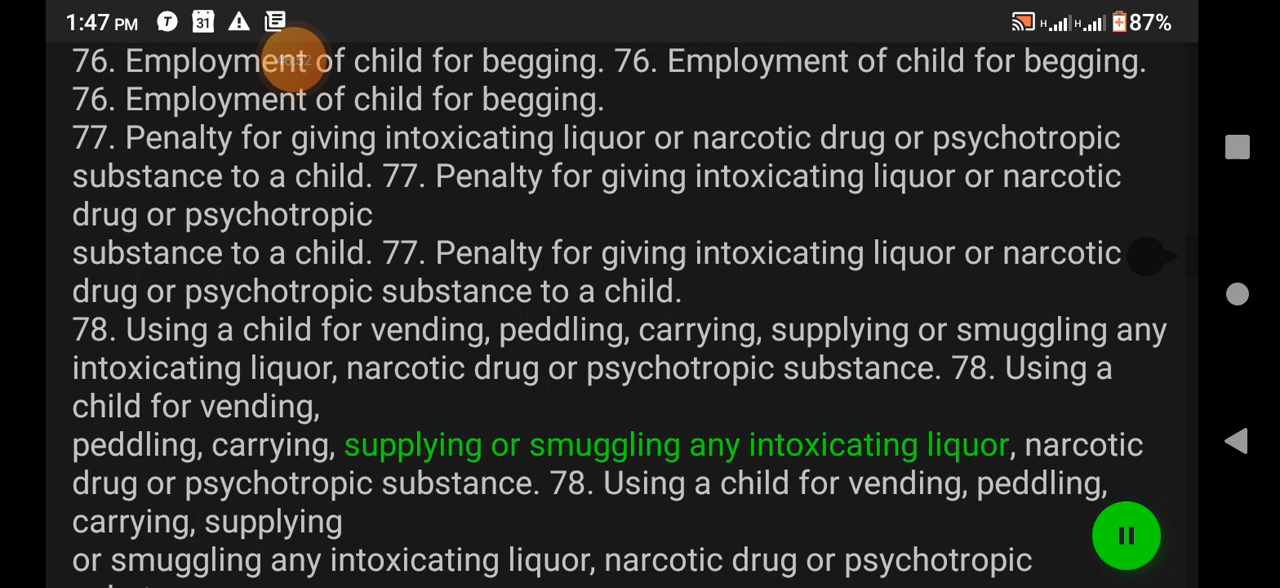 1:47 PM T 31 H H 87%
76. Employment of child for begging. 76. Employment of child for begging.
76. Employment of child for begging.
77. Penalty for giving intoxicating liquor or narcotic drug or psychotropic
substance to a child. 77. Penalty for giving intoxicating liquor or narcotic
drug or psychotropic
substance to a child. 77. Penalty for giving intoxicating liquor or narcotic
drug or psychotropic substance to a child.
78. Using a child for vending, peddling, carrying, supplying or smuggling any
intoxicating liquor, narcotic drug or psychotropic substance. 78. Using a
child for vending,
peddling, carrying, supplying or smuggling any intoxicating liquor, narcotic
drug or psychotropic substance. 78. Using a child for vending, peddling,
carrying, supplying
or smuggling any intoxicating liquor, narcotic drug or psychotropic